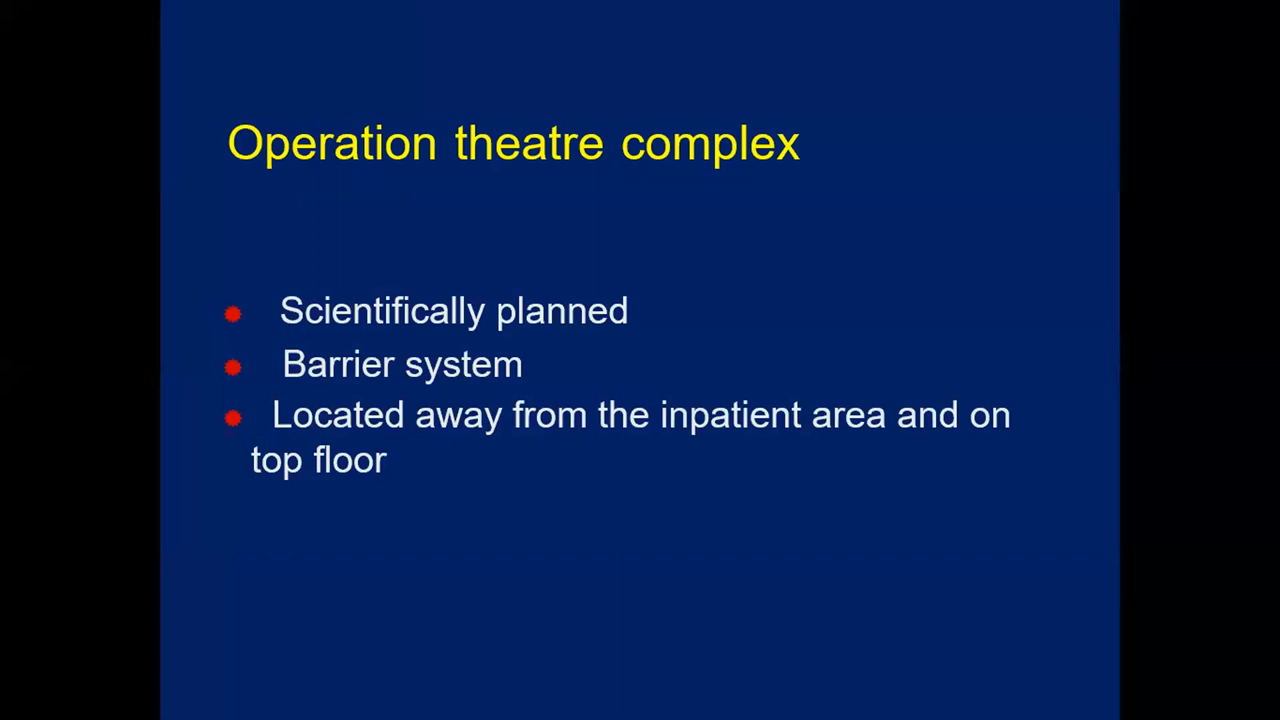 Operation theatre complex
Scientifically planned
Barrier system
Located away from the inpatient area and on
top floor